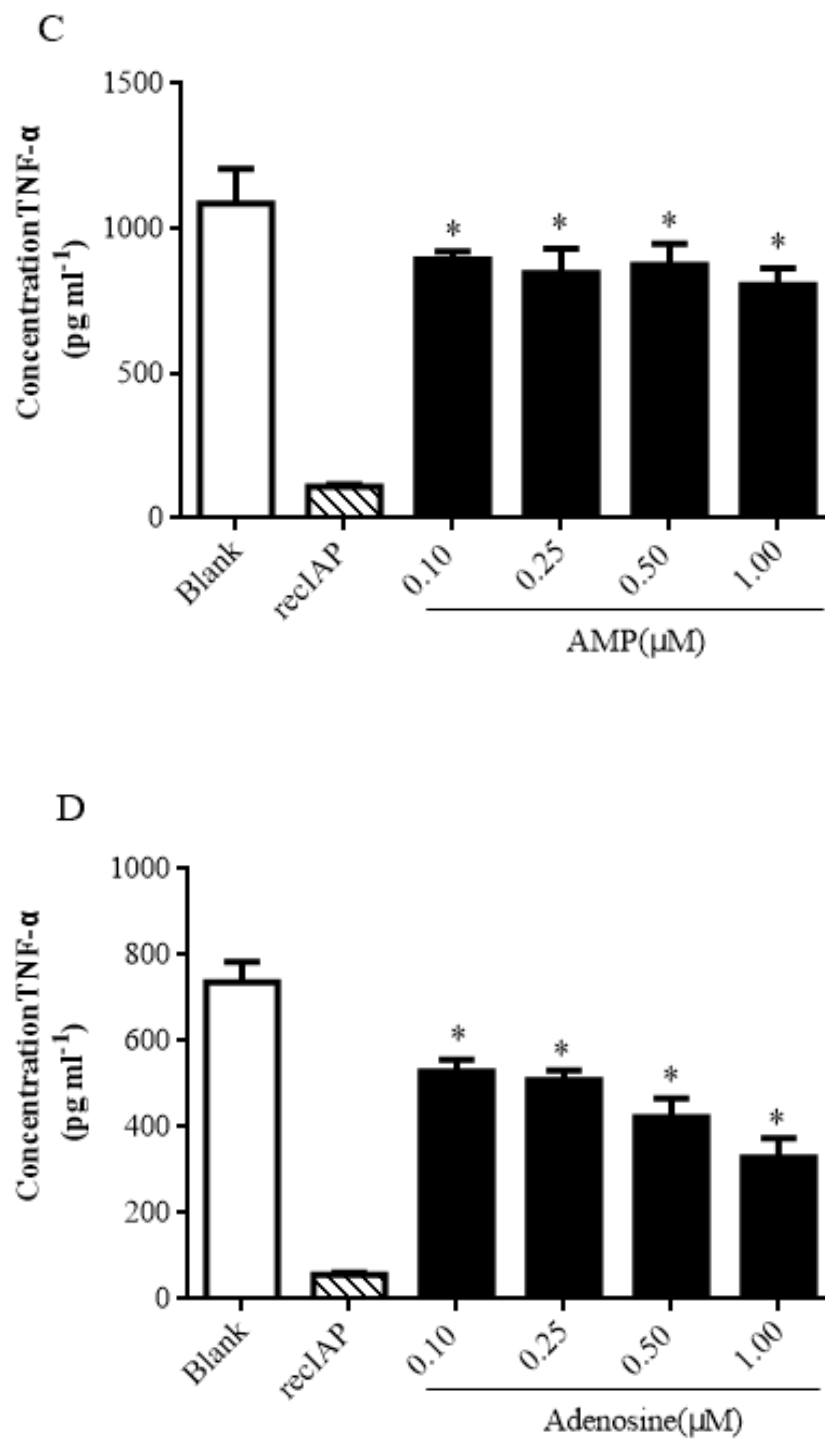 C
Concentration TNF-α
(pg ml⁻¹)
1500
1000
500
0
*
*
*
*
Blank
recIAP
0.10
0.25
0.50
1.00
AMP(µM)
D
Concentration TNF-α
(pg ml⁻¹)
1000
800
600
400
200
0
*
*
*
*
Blank
recIAP
0.10
0.25
0.50
1.00
Adenosine(µM)